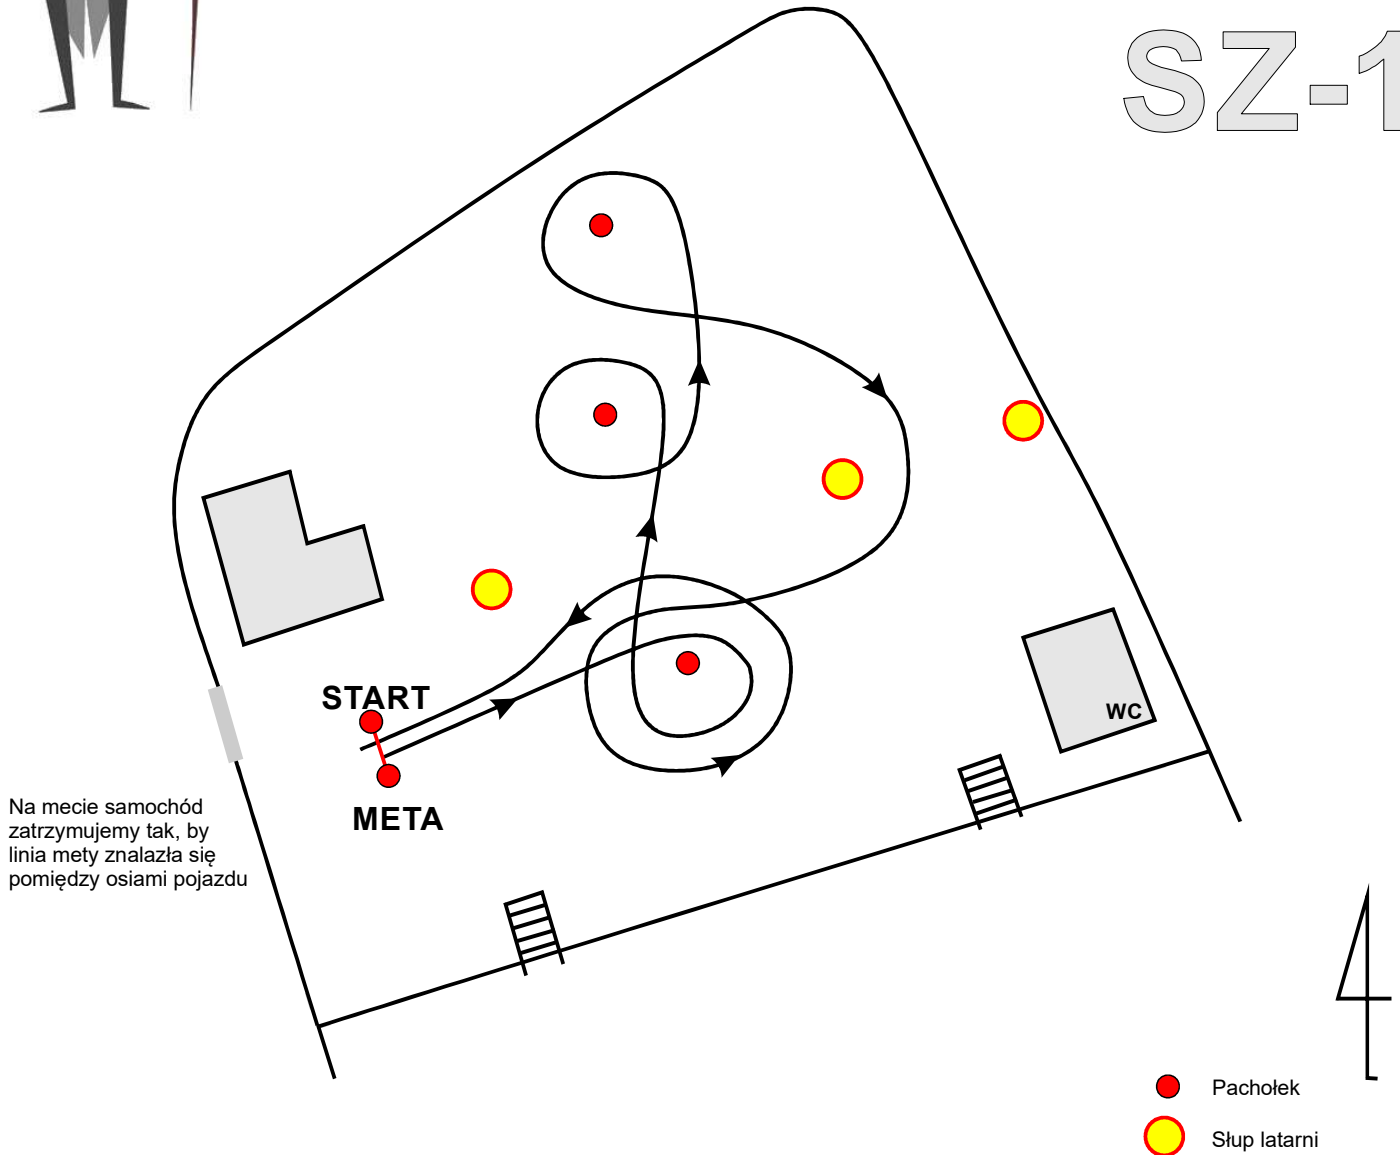 SZ-1
START
META
WC
Na mecie samochód
zatrzymujemy tak, by
linia mety znalazła się
pomiędzy osiami pojazdu
Pachołek
Słup latarni